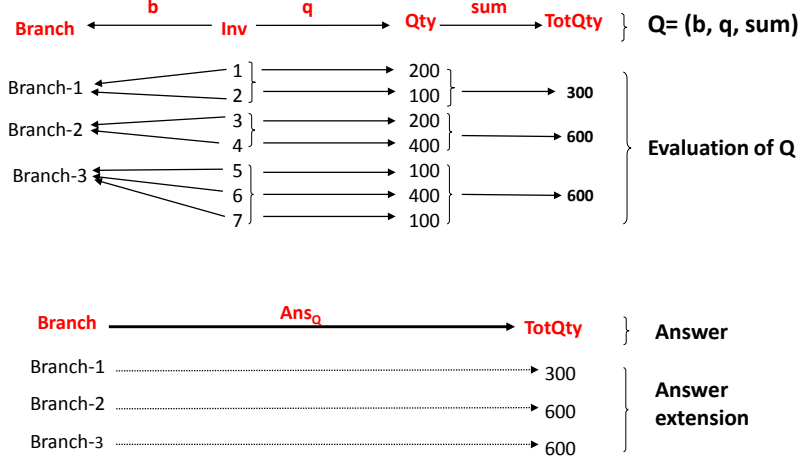 b q sum
Branch Inv Qty TotQty Q= (b, q, sum)
1 200
Branch-1 2 100 300
3 200
Branch-2 4 400 600
Evaluation of Q
5 100
Branch-3 6 400 600
7 100
Ans_Q
Branch TotQty Answer
Branch-1 300
Branch-2 600
Answer
extension
Branch-3 600